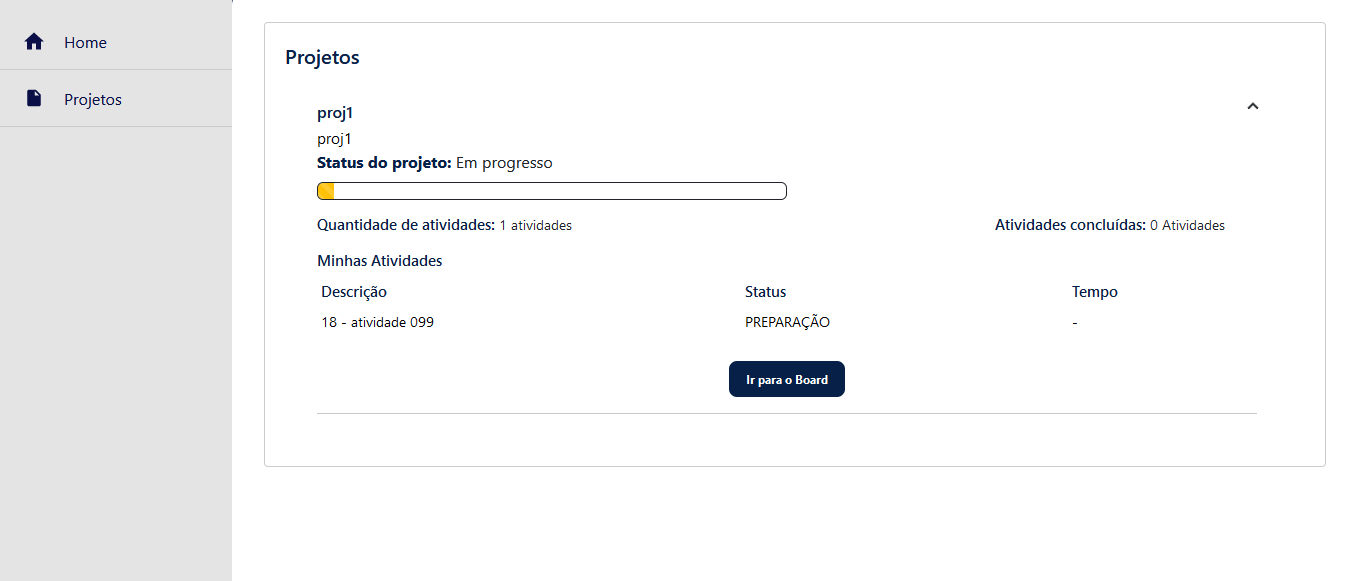 Home
Projetos
Projetos
proj1
proj1
Status do projeto: Em progresso
Quantidade de atividades: 1 atividades
Atividades concluídas: 0 Atividades
Minhas Atividades
Descrição Status Tempo
18 - atividade 099 PREPARAÇÃO -
Ir para o Board